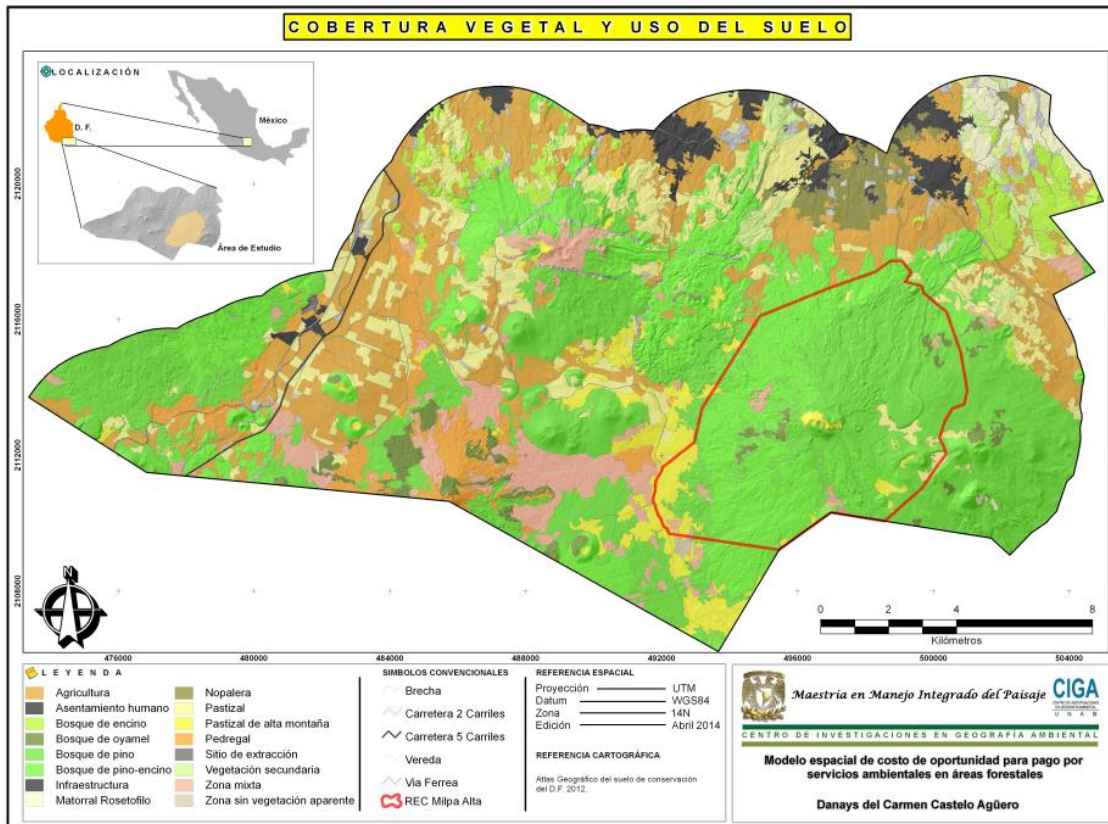 COBERTURA VEGETAL Y USO DEL SUELO
LOCALIZACIÓN
México
D. F.
Área de Estudio
2120000
2116000
2112000
2108000
N
0 2 4 8
Kilómetros
476000 480000 484000 488000 492000 496000 500000 504000
LEYENDA
Agricultura
Asentamiento humano
Bosque de encino
Bosque de oyamel
Bosque de pino
Bosque de pino-encino
Infraestructura
Matorral Rosetofilo
Nopalera
Pastizal
Pastizal de alta montaña
Pedregal
Sitio de extracción
Vegetación secundaria
Zona mixta
Zona sin vegetación aparente
SIMBOLOS CONVENCIONALES
Brecha
Carretera 2 Carriles
Carretera 5 Carriles
Vereda
Via Ferrea
REC Milpa Alta
REFERENCIA ESPACIAL
Proyección UTM
Datum WGS84
Zona 14N
Edición Abril 2014
REFERENCIA CARTOGRÁFICA
Atlas Geográfico del suelo de conservación
del D.F. 2012.
Maestría en Manejo Integrado del Paisaje
CIGA
UNAM
CENTRO DE INVESTIGACIONES EN GEOGRAFÍA AMBIENTAL
Modelo espacial de costo de oportunidad para pago por
servicios ambientales en áreas forestales
Danays del Carmen Castelo Agüero